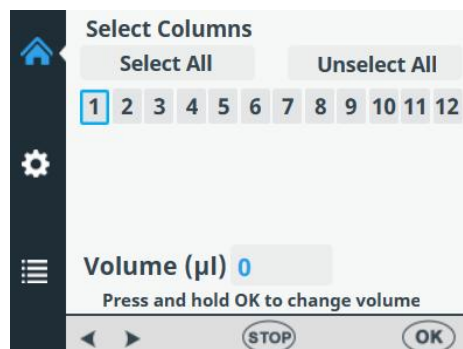 Select Columns
Select All Unselect All
1 2 3 4 5 6 7 8 9 10 11 12
Volume (µl) 0
Press and hold OK to change volume
STOP OK